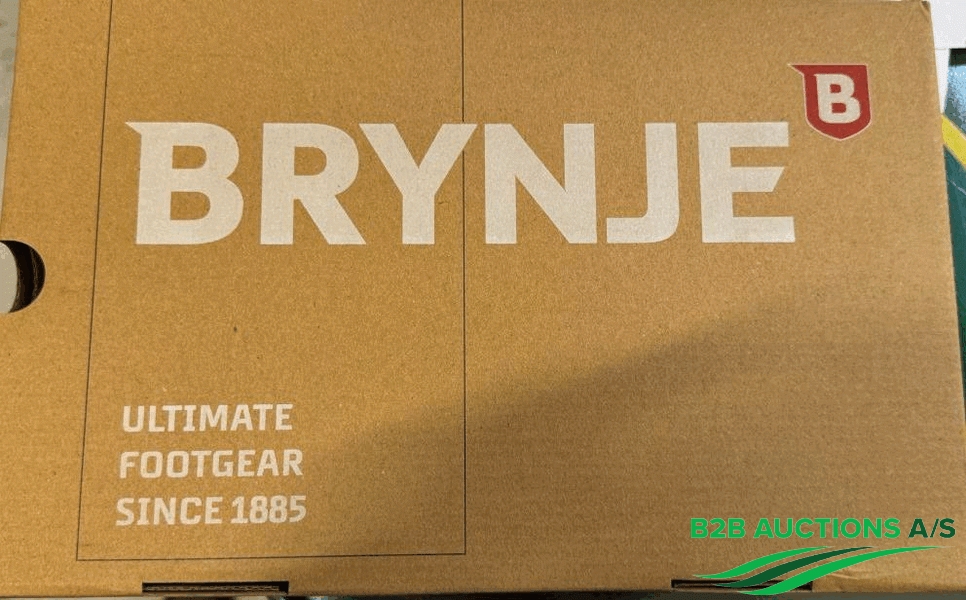 BRYNJE
B
ULTIMATE
FOOTGEAR
SINCE 1885
B2B AUCTIONS A/S